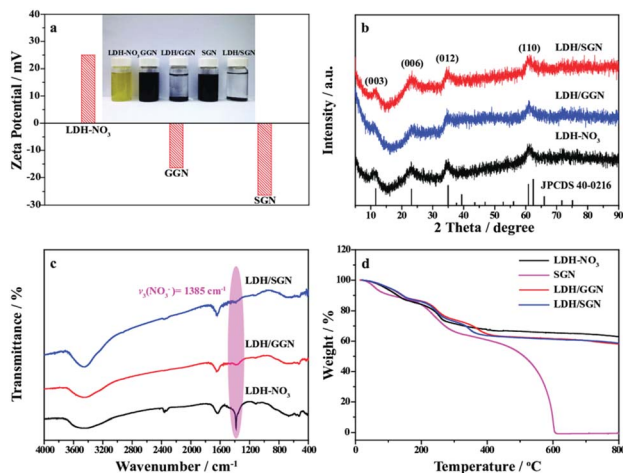 a
Zeta Potential / mV
40
30
20
10
0
-10
-20
-30
LDH-NO₃ GGN LDH/GGN SGN LDH/SGN
LDH-NO₃
GGN
SGN
b
Intensity / a.u.
(003)
(006)
(012)
(110)
LDH/SGN
LDH/GGN
LDH-NO₃
JPCDS 40-0216
10 20 30 40 50 60 70 80 90
2 Theta / degree
c
Transmittance / %
ν₃(NO₃⁻)= 1385 cm⁻¹
LDH/SGN
LDH/GGN
LDH-NO₃
4000 3600 3200 2800 2400 2000 1600 1200 800 400
Wavenumber / cm⁻¹
d
Weight / %
120
100
80
60
40
20
0
LDH-NO₃
SGN
LDH/GGN
LDH/SGN
0 200 400 600 800
Temperature / °C